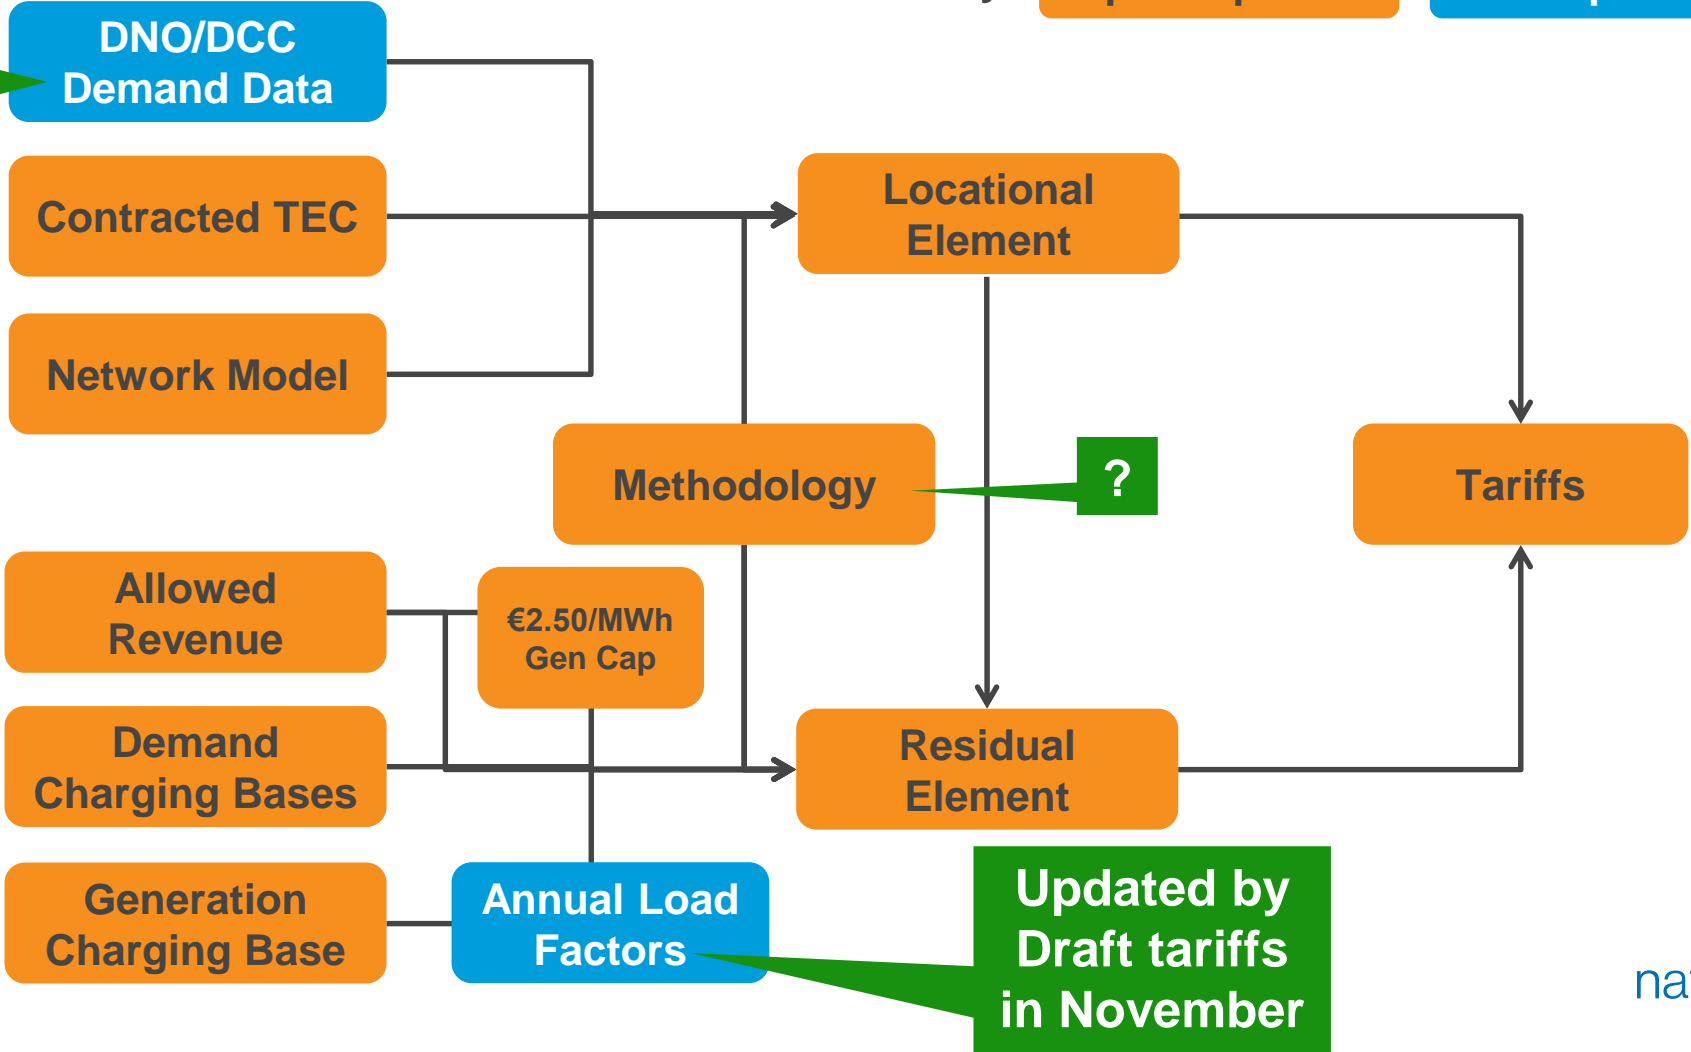 DNO/DCC
Demand Data
Contracted TEC
Network Model
Locational
Element
Methodology
?
Tariffs
Allowed
Revenue
€2.50/MWh
Gen Cap
Demand
Charging Bases
Residual
Element
Generation
Charging Base
Annual Load
Factors
Updated by
Draft tariffs
in November